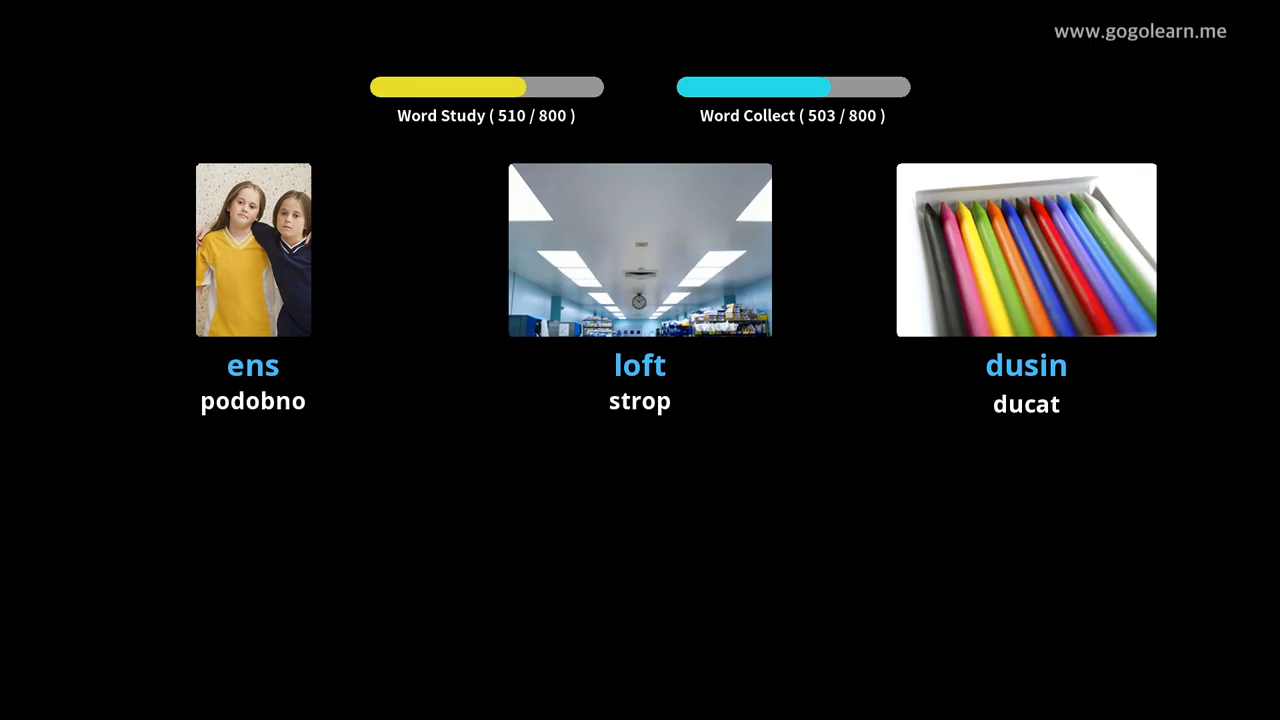 www.gogolearn.me
Word Study ( 510 / 800 )
Word Collect ( 503 / 800 )
ens
podobno
loft
strop
dusin
ducat